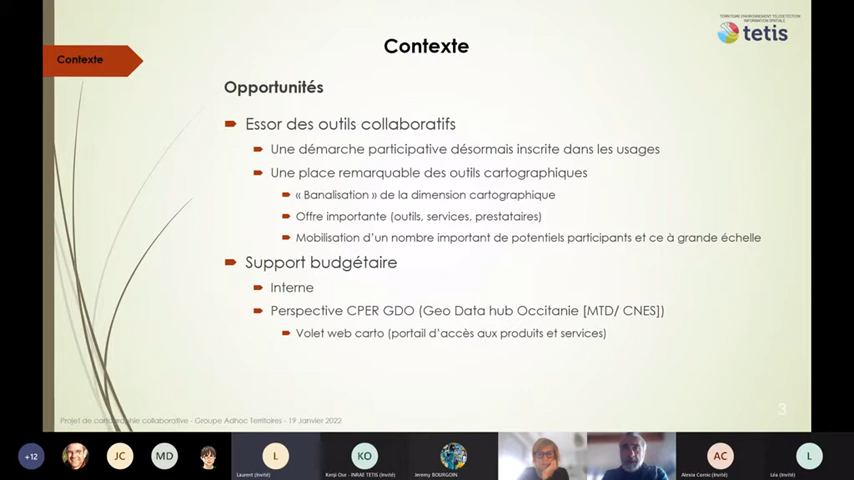 TERRITOIRE ENVIRONNEMENT TELEDETECTION
INFORMATION SPATIALE
tetis
Contexte
Contexte
Opportunités
Essor des outils collaboratifs
Une démarche participative désormais inscrite dans les usages
Une place remarquable des outils cartographiques
« Banalisation » de la dimension cartographique
Offre importante (outils, services, prestataires)
Mobilisation d'un nombre important de potentiels participants et ce à grande échelle
Support budgétaire
Interne
Perspective CPER GDO (Geo Data hub Occitanie [MTD/ CNES])
Volet web carto (portail d'accès aux produits et services)
3
Projet de cartographie collaborative - Groupe Adhoc Territoires - 19 Janvier 2022
+12
JC
MD
L
KO
AC
L
Laurent (Invité)
Kenji Ose - INRAE TETIS (Invité)
Jeremy BOURGOIN
Alexia Cornic (Invité)
Léa (Invité)